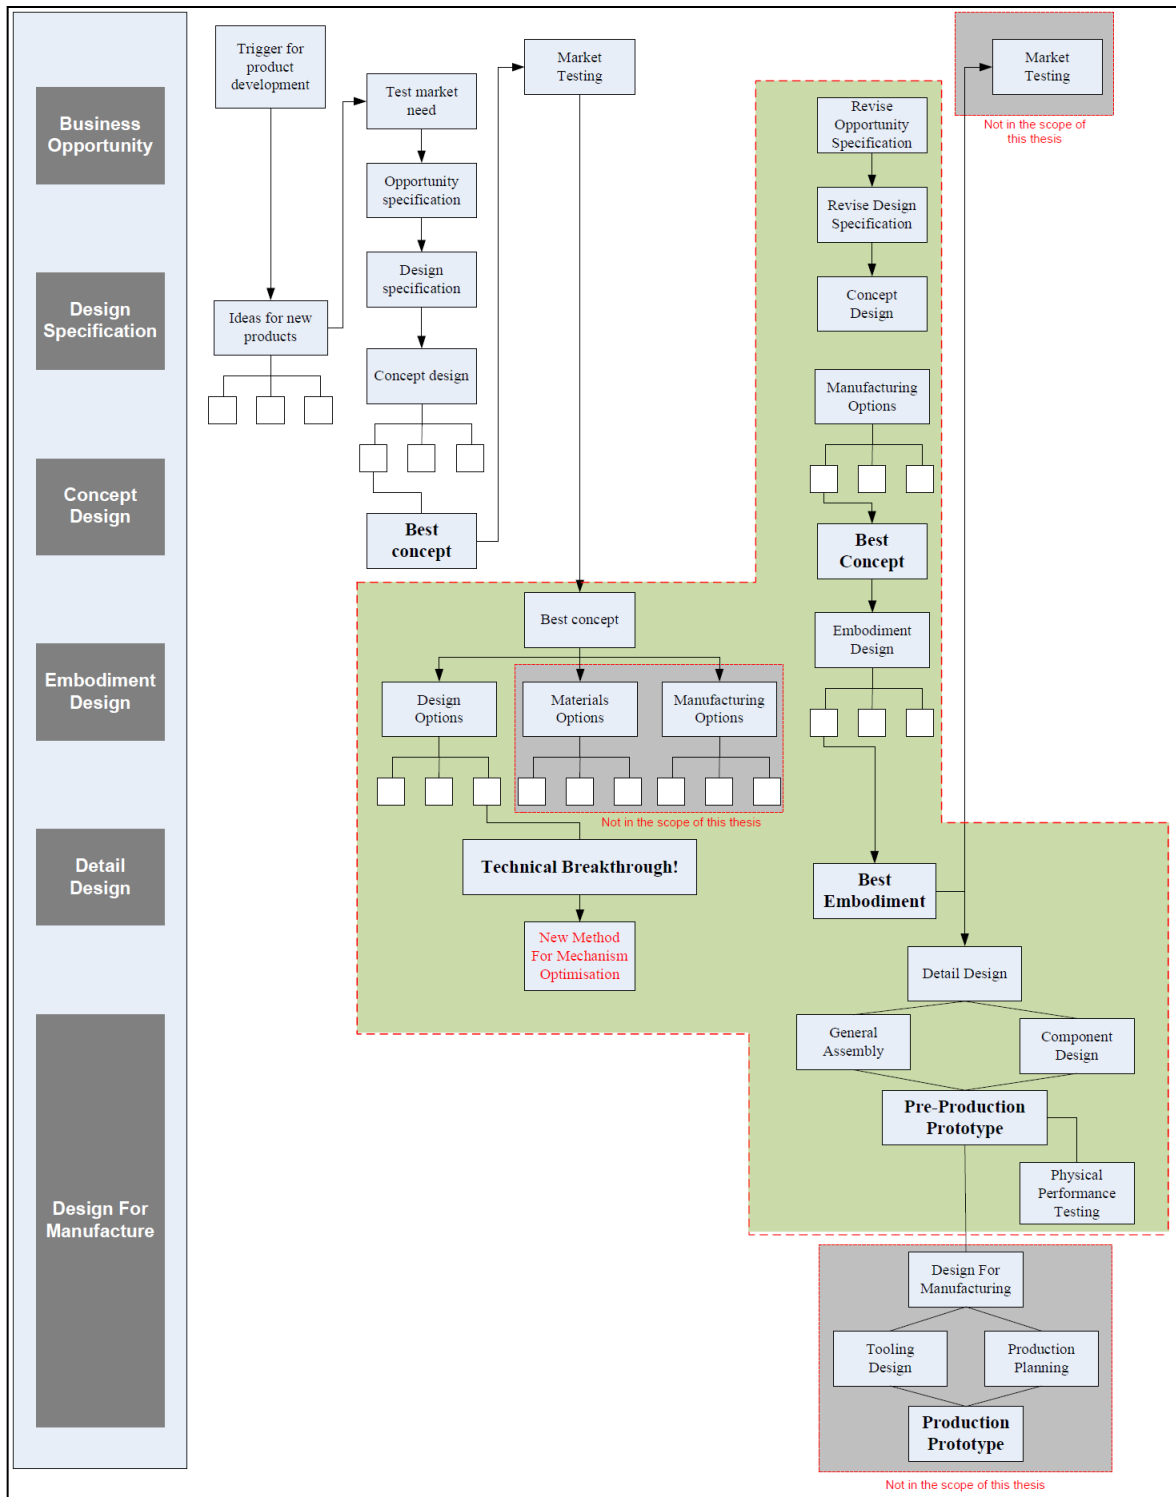 Business
Opportunity
Design
Specification
Concept
Design
Embodiment
Design
Detail
Design
Design For
Manufacture
Trigger for
product
development
Ideas for new
products
Test market
need
Opportunity
specification
Design
specification
Concept design
Best
concept
Market
Testing
Best concept
Design
Options
Materials
Options
Manufacturing
Options
Not in the scope of this thesis
Technical Breakthrough!
New Method
For Mechanism
Optimisation
Revise
Opportunity
Specification
Revise Design
Specification
Concept
Design
Manufacturing
Options
Best
Concept
Embodiment
Design
Best
Embodiment
Market
Testing
Not in the scope of
this thesis
Detail Design
General
Assembly
Component
Design
Pre-Production
Prototype
Physical
Performance
Testing
Design For
Manufacturing
Tooling
Design
Production
Planning
Production
Prototype
Not in the scope of this thesis